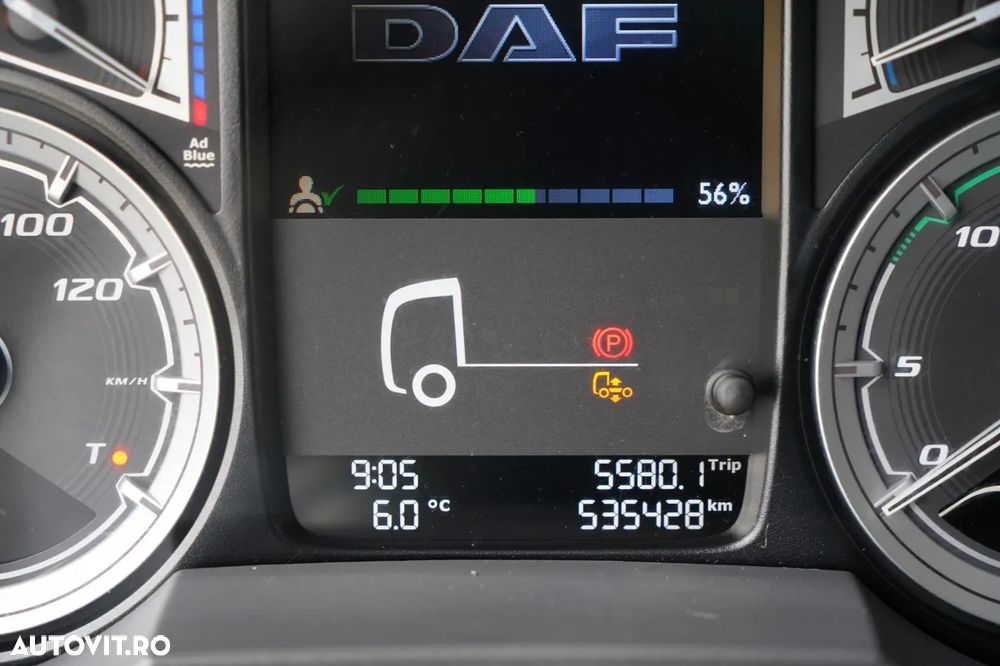 DAF
Ad
Blue
56%
100
120
KM/H
T
10
5
0
P
9:05
5580.1 Trip
6.0 °C
535428 km
AUTOVIT.RO